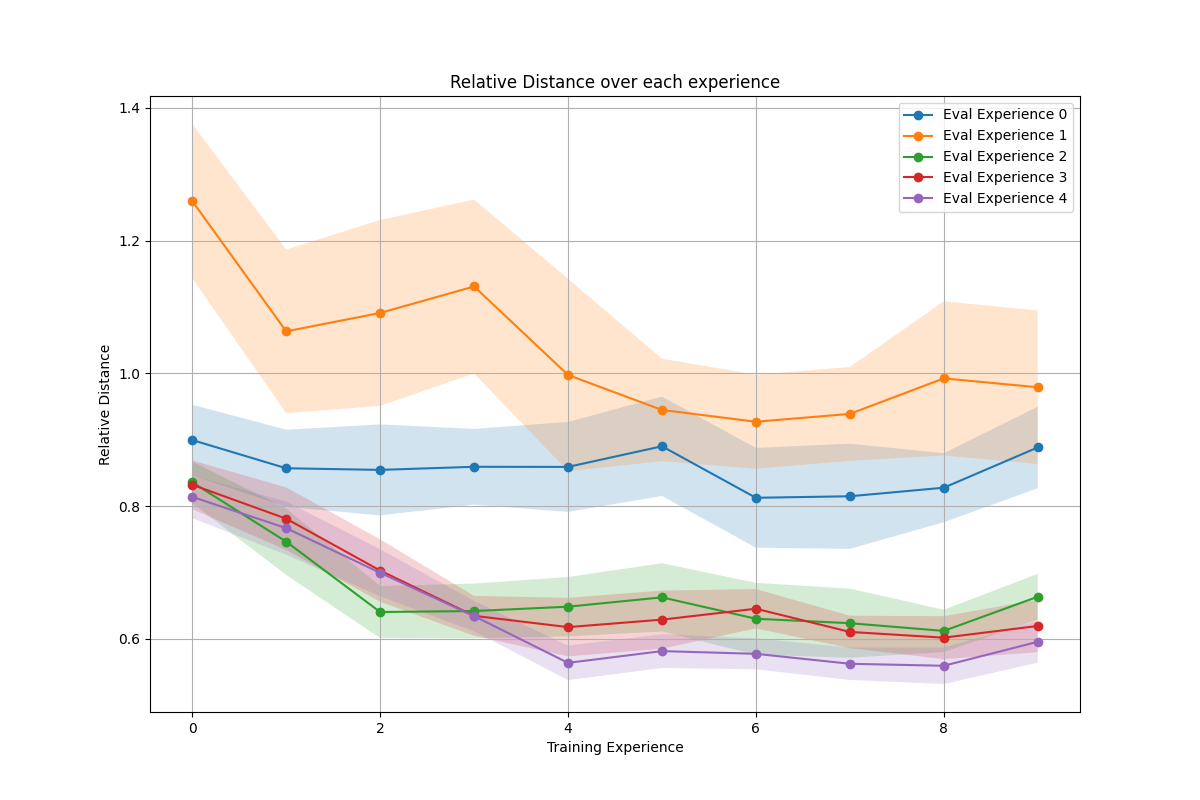 Relative Distance over each experience
1.4
1.2
1.0
0.8
0.6
Relative Distance
Eval Experience 0
Eval Experience 1
Eval Experience 2
Eval Experience 3
Eval Experience 4
0 2 4 6 8
Training Experience